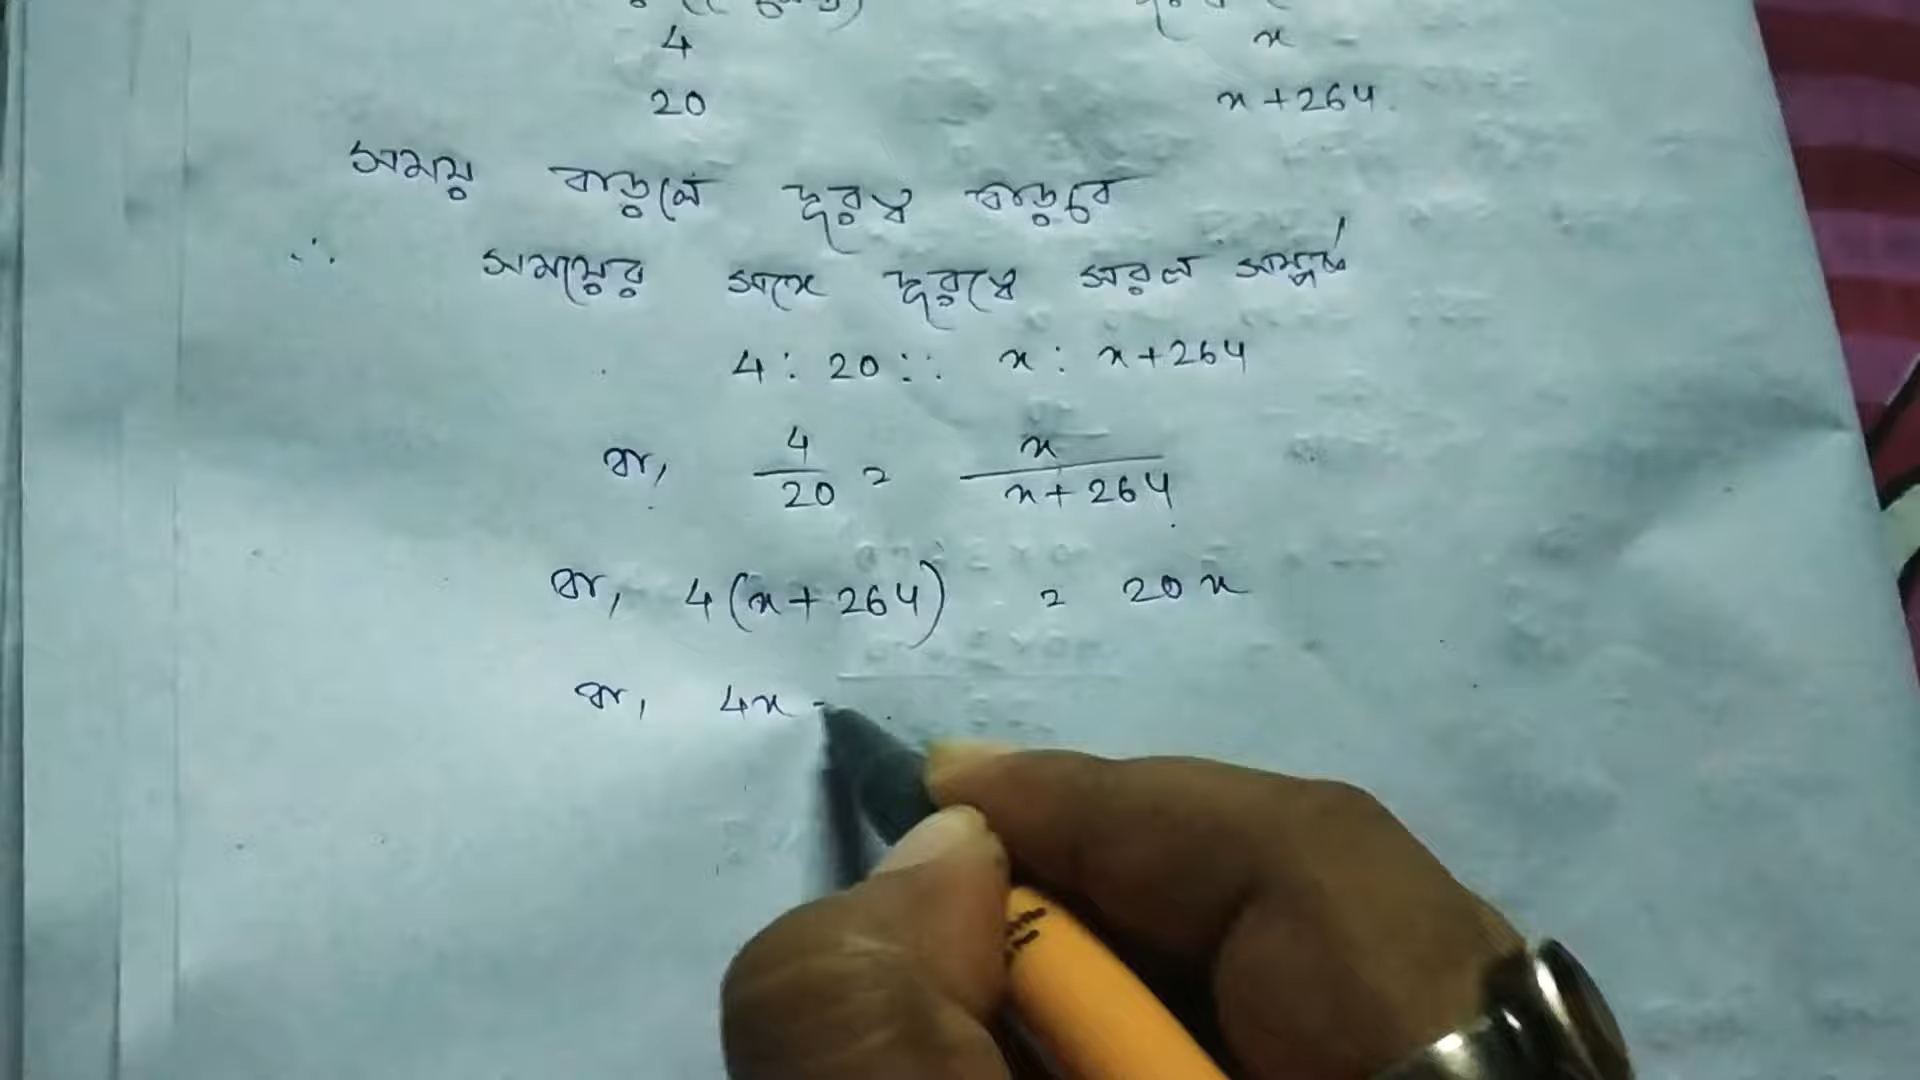 4 x
20 x + 264
সময় বাড়লে দূরত্ব বাড়বে
∴ সময়ের সঙ্গে দূরত্বে সরল সম্পর্ক
4 : 20 :: x : x + 264
বা, 4/20 = x/(x + 264)
বা, 4(x + 264) = 20x
বা, 4x